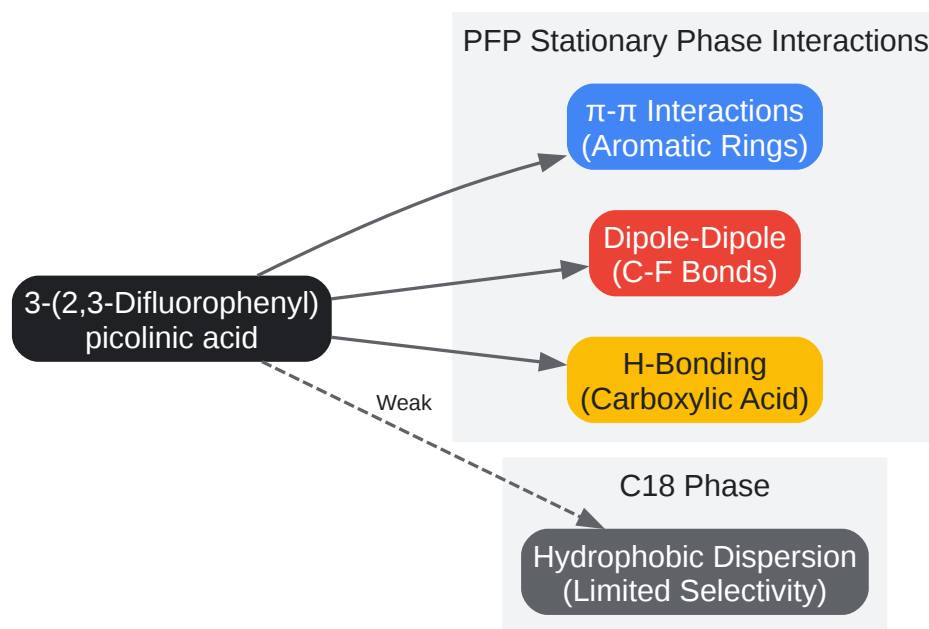 PFP Stationary Phase Interactions
π-π Interactions
(Aromatic Rings)
Dipole-Dipole
(C-F Bonds)
3-(2,3-Difluorophenyl)
picolinic acid
H-Bonding
(Carboxylic Acid)
Weak
C18 Phase
Hydrophobic Dispersion
(Limited Selectivity)